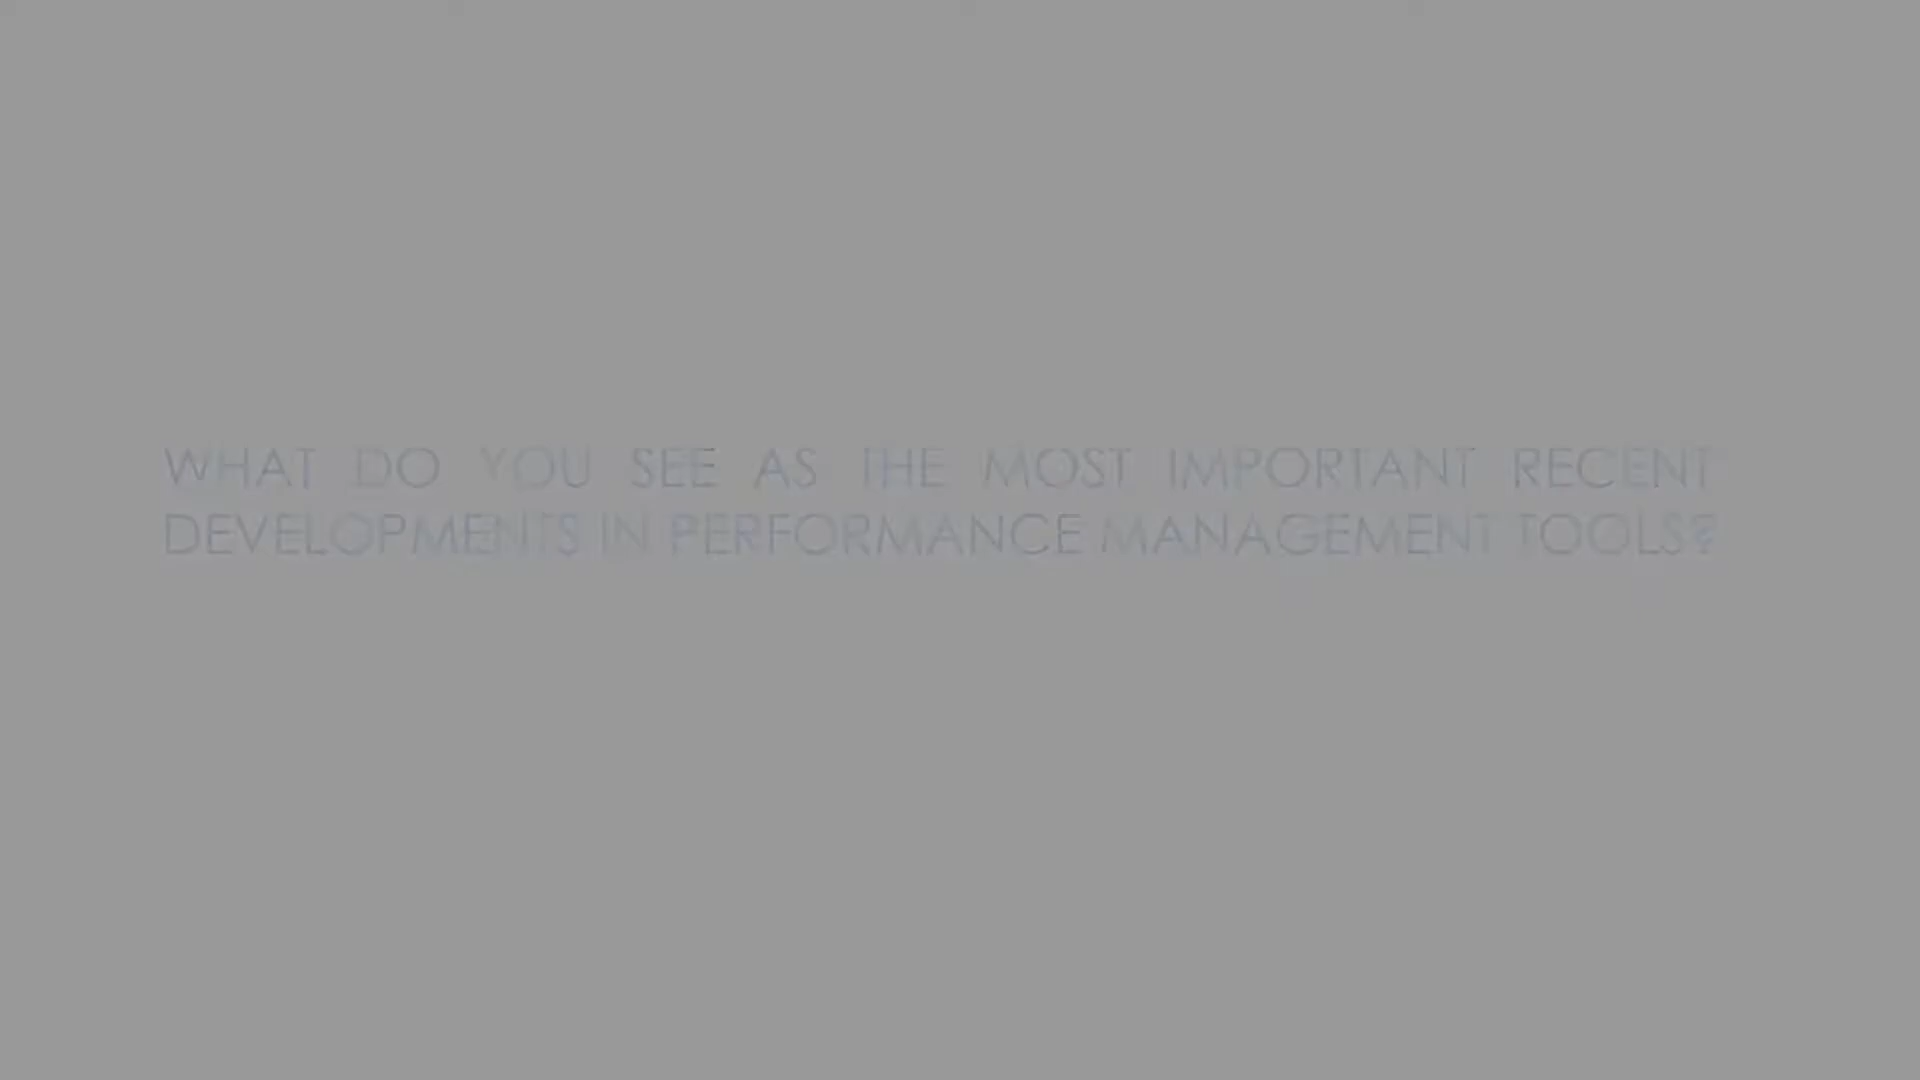 WHAT DO YOU SEE AS THE MOST IMPORTANT RECENT
DEVELOPMENTS IN PERFORMANCE MANAGEMENT TOOLS?